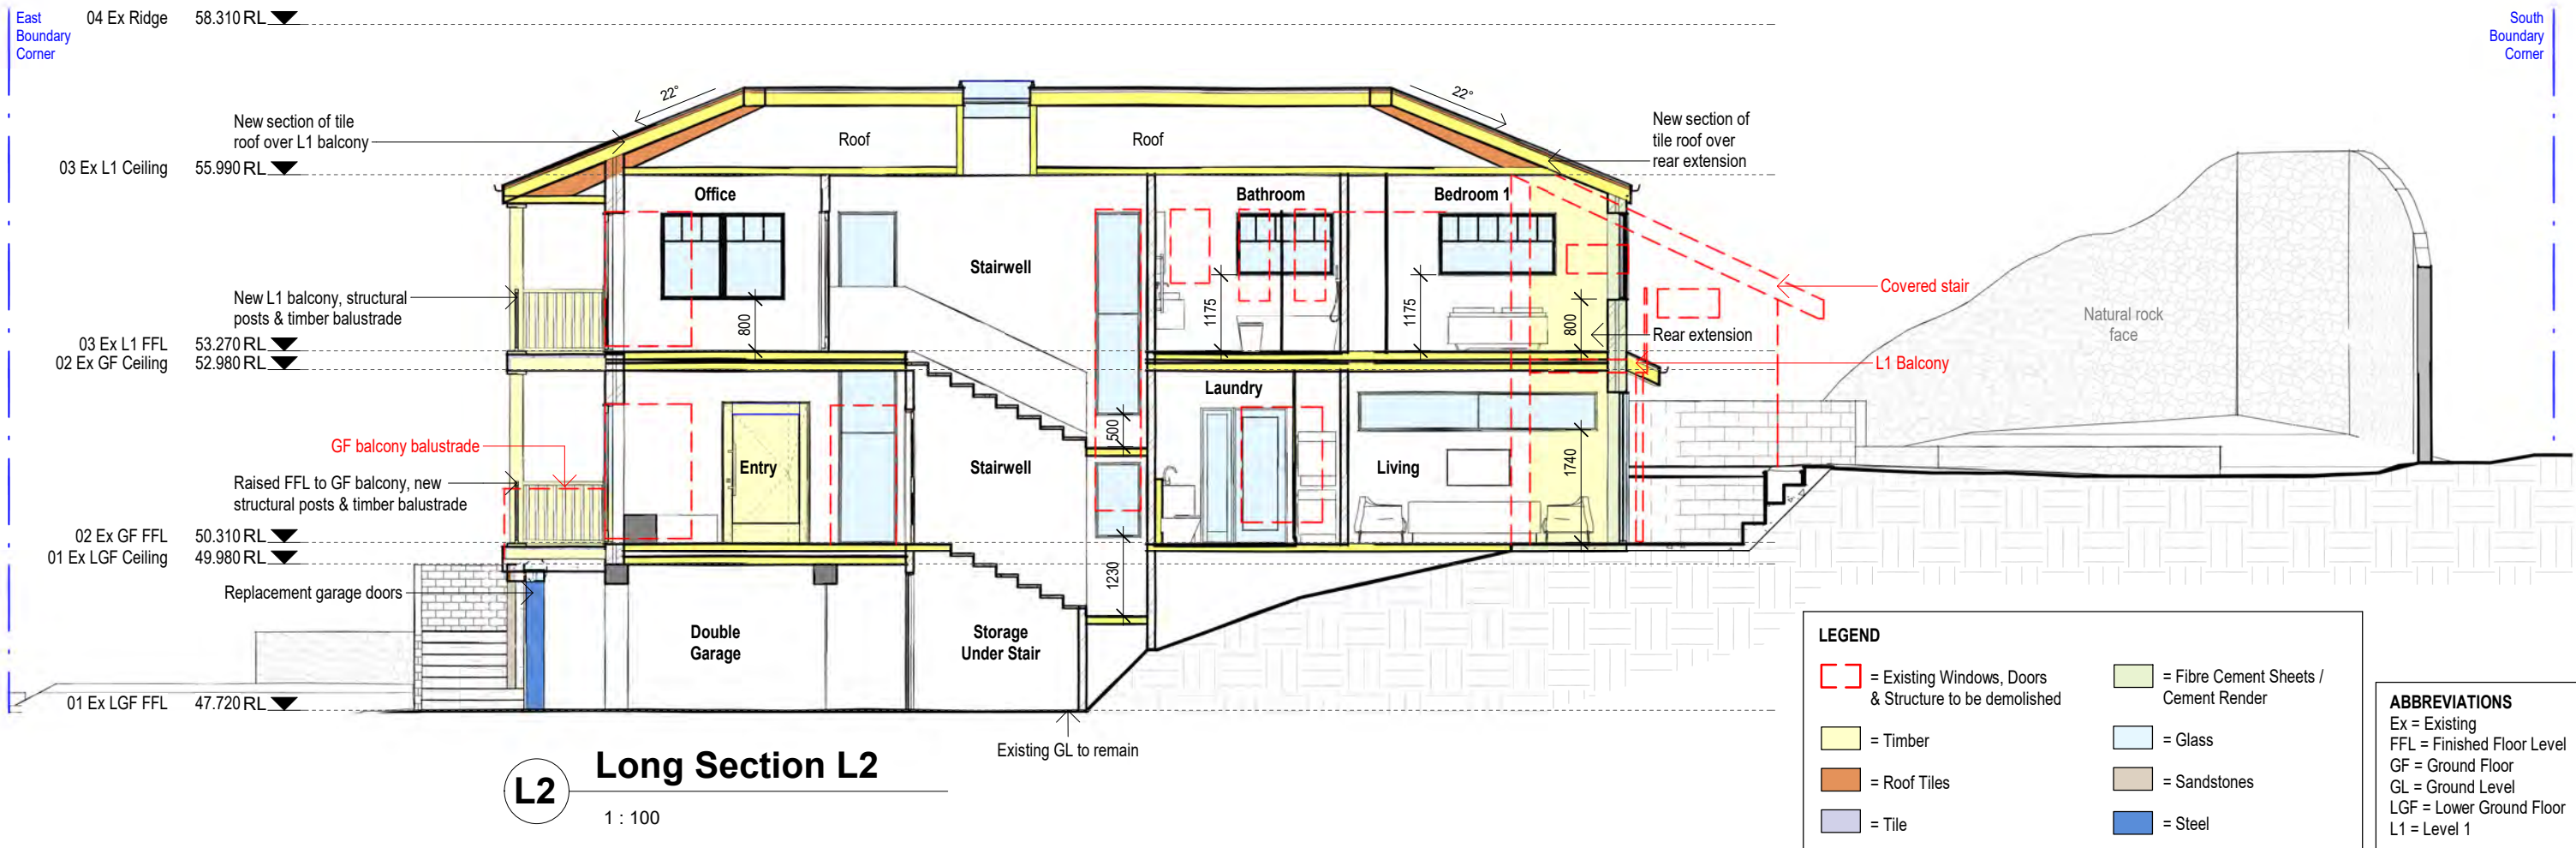 East
Boundary
Corner
04 Ex Ridge 58.310 RL
South
Boundary
Corner
22°
22°
New section of tile
roof over L1 balcony
Roof
Roof
New section of
tile roof over
rear extension
03 Ex L1 Ceiling 55.990 RL
Office
Bathroom
Bedroom 1
Stairwell
Covered stair
New L1 balcony, structural
posts & timber balustrade
800
1175
1175
800
Natural rock
face
Rear extension
03 Ex L1 FFL 53.270 RL
02 Ex GF Ceiling 52.980 RL
L1 Balcony
Laundry
500
GF balcony balustrade
Entry
Stairwell
Living
1740
Raised FFL to GF balcony, new
structural posts & timber balustrade
02 Ex GF FFL 50.310 RL
01 Ex LGF Ceiling 49.980 RL
1230
Replacement garage doors
Double
Garage
Storage
Under Stair
01 Ex LGF FFL 47.720 RL
Existing GL to remain
L2
Long Section L2
1 : 100
LEGEND
= Existing Windows, Doors
& Structure to be demolished
= Timber
= Roof Tiles
= Tile
= Fibre Cement Sheets /
Cement Render
= Glass
= Sandstones
= Steel
ABBREVIATIONS
Ex = Existing
FFL = Finished Floor Level
GF = Ground Floor
GL = Ground Level
LGF = Lower Ground Floor
L1 = Level 1